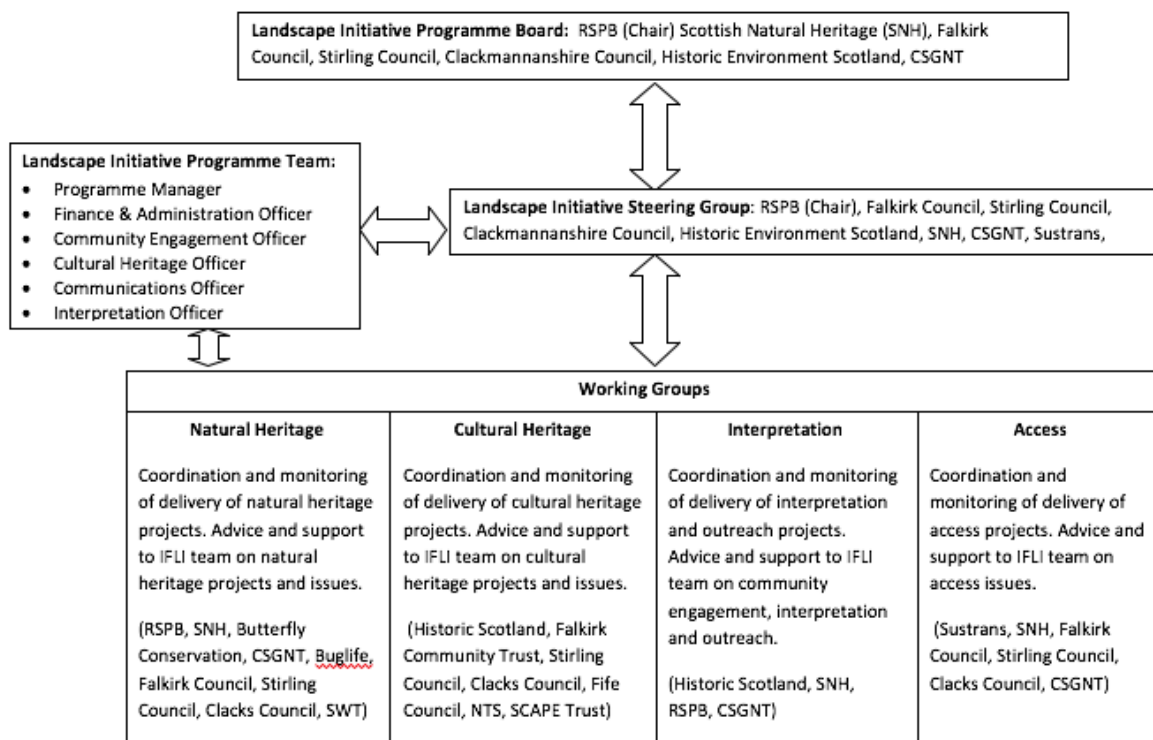 Landscape Initiative Programme Board: RSPB (Chair) Scottish Natural Heritage (SNH), Falkirk
Council, Stirling Council, Clackmannanshire Council, Historic Environment Scotland, CSGNT
Landscape Initiative Programme Team:
• Programme Manager
• Finance & Administration Officer
• Community Engagement Officer
• Cultural Heritage Officer
• Communications Officer
• Interpretation Officer
Landscape Initiative Steering Group: RSPB (Chair), Falkirk Council, Stirling Council,
Clackmannanshire Council, Historic Environment Scotland, SNH, CSGNT, Sustrans,
Working Groups
Natural Heritage
Coordination and monitoring
of delivery of natural heritage
projects. Advice and support
to IFLI team on natural
heritage projects and issues.
(RSPB, SNH, Butterfly
Conservation, CSGNT, Buglife,
Falkirk Council, Stirling
Council, Clacks Council, SWT)
Cultural Heritage
Coordination and monitoring
of delivery of cultural heritage
projects. Advice and support
to IFLI team on cultural
heritage projects and issues.
(Historic Scotland, Falkirk
Community Trust, Stirling
Council, Clacks Council, Fife
Council, NTS, SCAPE Trust)
Interpretation
Coordination and monitoring
of delivery of interpretation
and outreach projects.
Advice and support to IFLI
team on community
engagement, interpretation
and outreach.
(Historic Scotland, SNH,
RSPB, CSGNT)
Access
Coordination and
monitoring of delivery of
access projects. Advice and
support to IFLI team on
access issues.
(Sustrans, SNH, Falkirk
Council, Stirling Council,
Clacks Council, CSGNT)